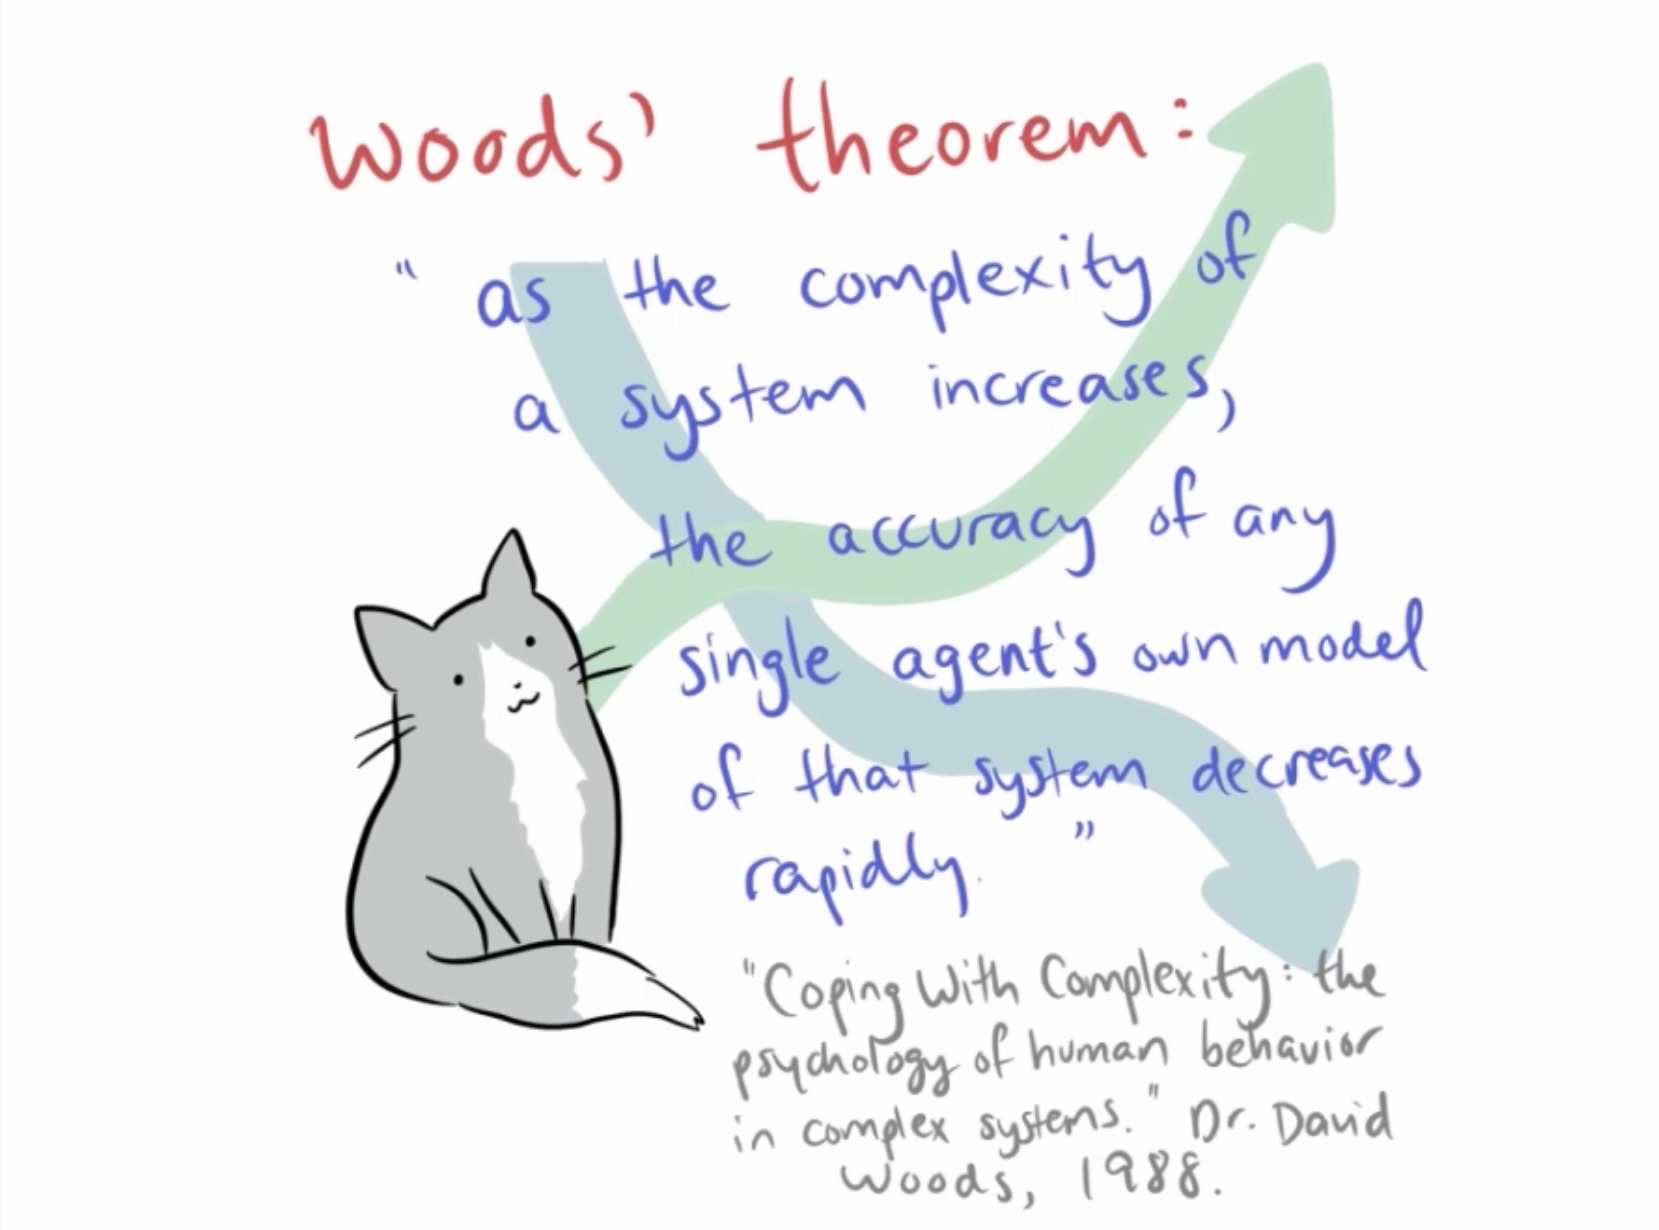 Woods' theorem:
" as the complexity of
a system increases,
the accuracy of any
single agent's own model
of that system decreases
rapidly. "
"Coping With Complexity: the
psychology of human behavior
in complex systems." Dr. David
Woods, 1988.